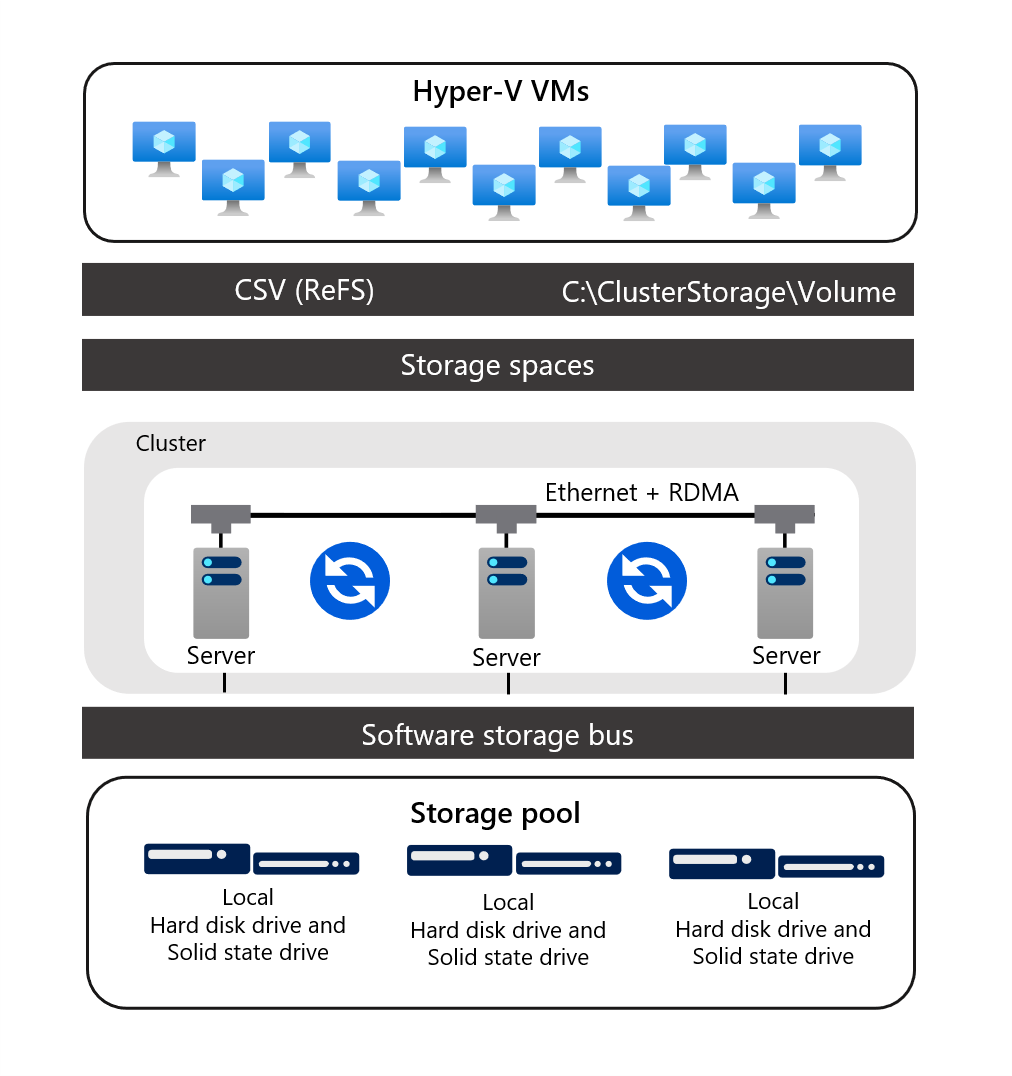 Hyper-V VMs
CSV (ReFS)
C:\ClusterStorage\Volume
Storage spaces
Cluster
Ethernet + RDMA
Server
Server
Server
Software storage bus
Storage pool
Local
Hard disk drive and
Solid state drive
Local
Hard disk drive and
Solid state drive
Local
Hard disk drive and
Solid state drive